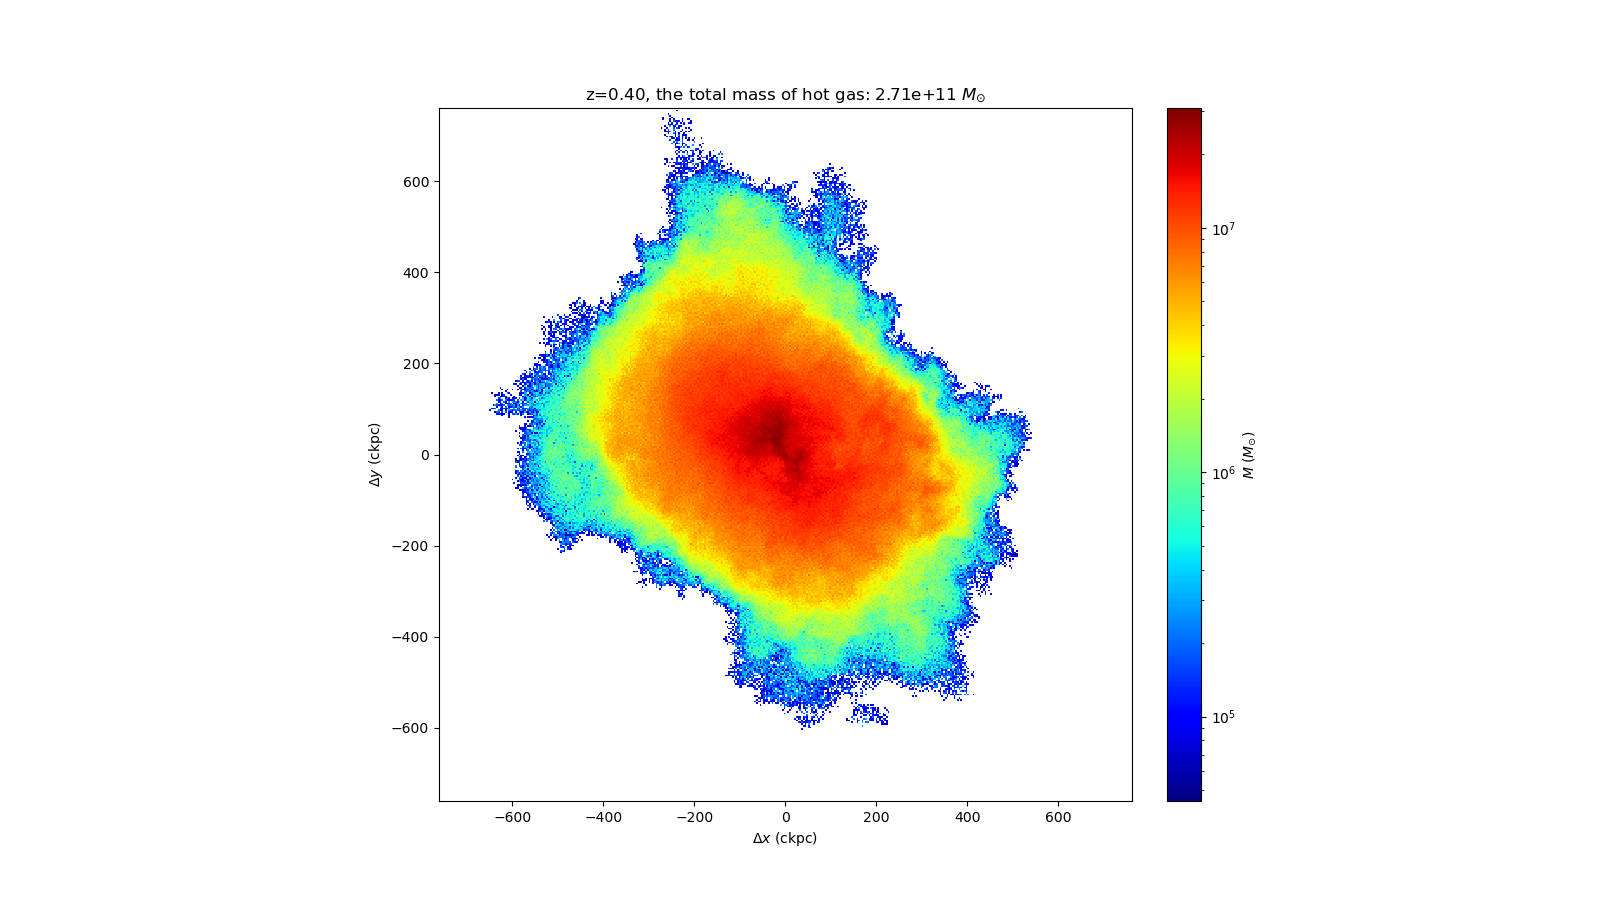 z=0.40, the total mass of hot gas: 2.71e+11 M⊙
600
400
200
0
−200
−400
−600
Δy (ckpc)
−600 −400 −200 0 200 400 600
Δx (ckpc)
10⁷
10⁶
10⁵
M (M⊙)